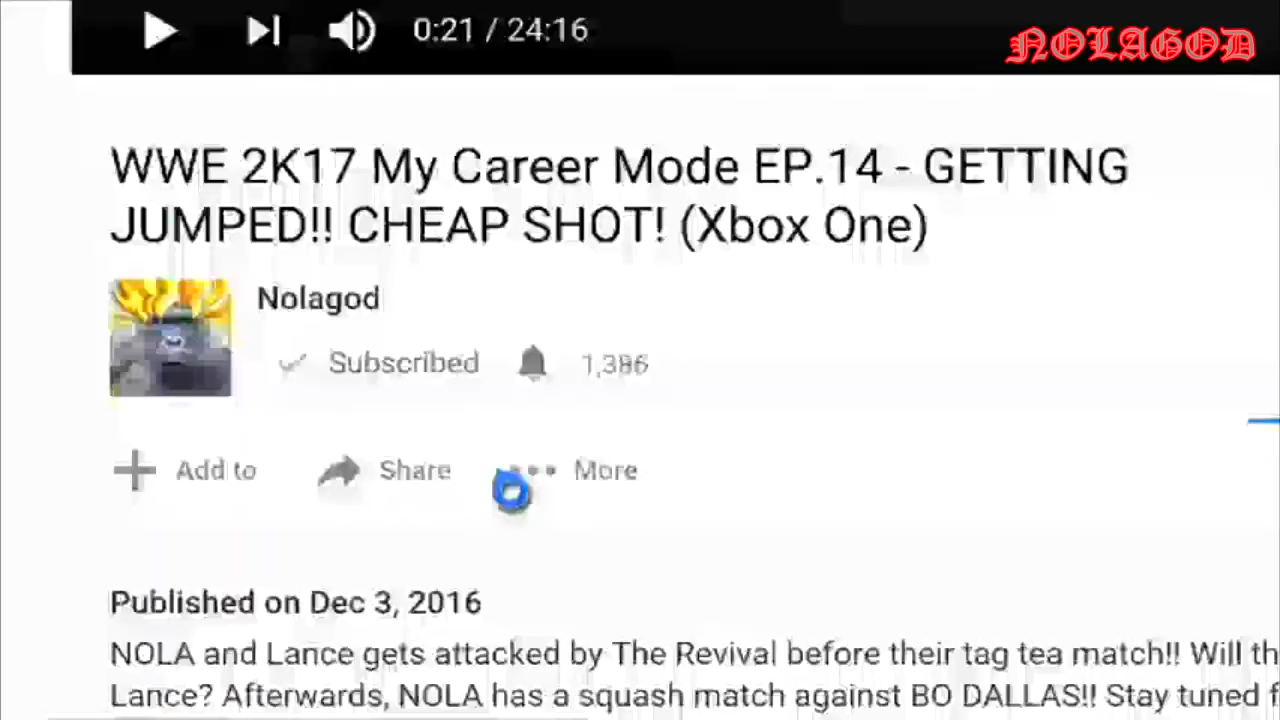 0:21 / 24:16
NOLAGOD
WWE 2K17 My Career Mode EP.14 - GETTING
JUMPED!! CHEAP SHOT! (Xbox One)
Nolagod
Subscribed 1,386
Add to Share More
Published on Dec 3, 2016
NOLA and Lance gets attacked by The Revival before their tag tea match!! Will
Lance? Afterwards, NOLA has a squash match against BO DALLAS!! Stay tuned